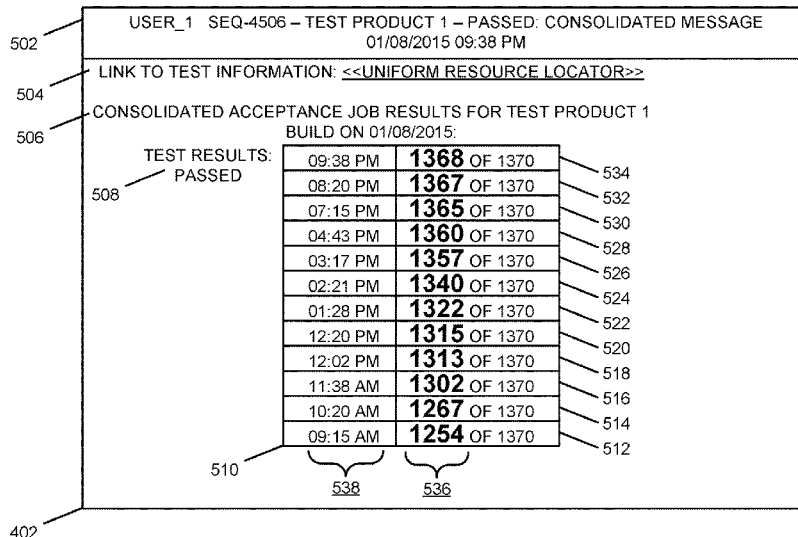 USER_1 SEQ-4506 – TEST PRODUCT 1 – PASSED: CONSOLIDATED MESSAGE
01/08/2015 09:38 PM
502
LINK TO TEST INFORMATION: <<UNIFORM RESOURCE LOCATOR>>
504
CONSOLIDATED ACCEPTANCE JOB RESULTS FOR TEST PRODUCT 1
506
BUILD ON 01/08/2015:
TEST RESULTS:
PASSED
508
09:38 PM 1368 OF 1370 534
08:20 PM 1367 OF 1370 532
07:15 PM 1365 OF 1370 530
04:43 PM 1360 OF 1370 528
03:17 PM 1357 OF 1370 526
02:21 PM 1340 OF 1370 524
01:28 PM 1322 OF 1370 522
12:20 PM 1315 OF 1370 520
12:02 PM 1313 OF 1370 518
11:38 AM 1302 OF 1370 516
10:20 AM 1267 OF 1370 514
09:15 AM 1254 OF 1370 512
510
538 536
402